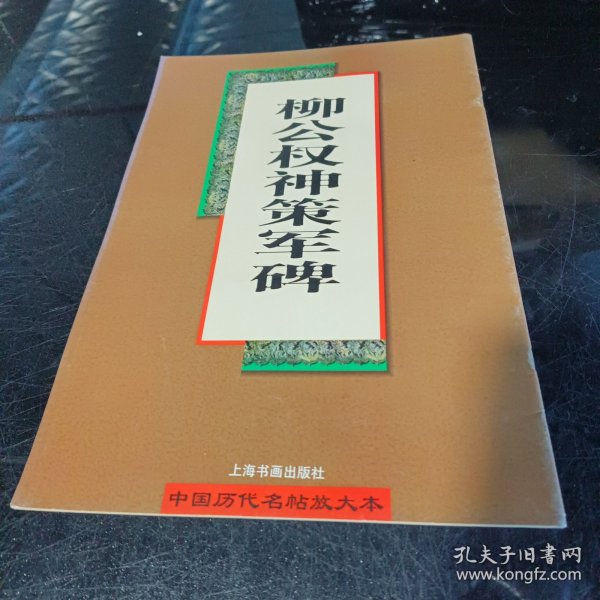 柳公权神策军碑
上海书画出版社
中国历代名帖放大本
孔夫子旧书网
www.kongfz.com